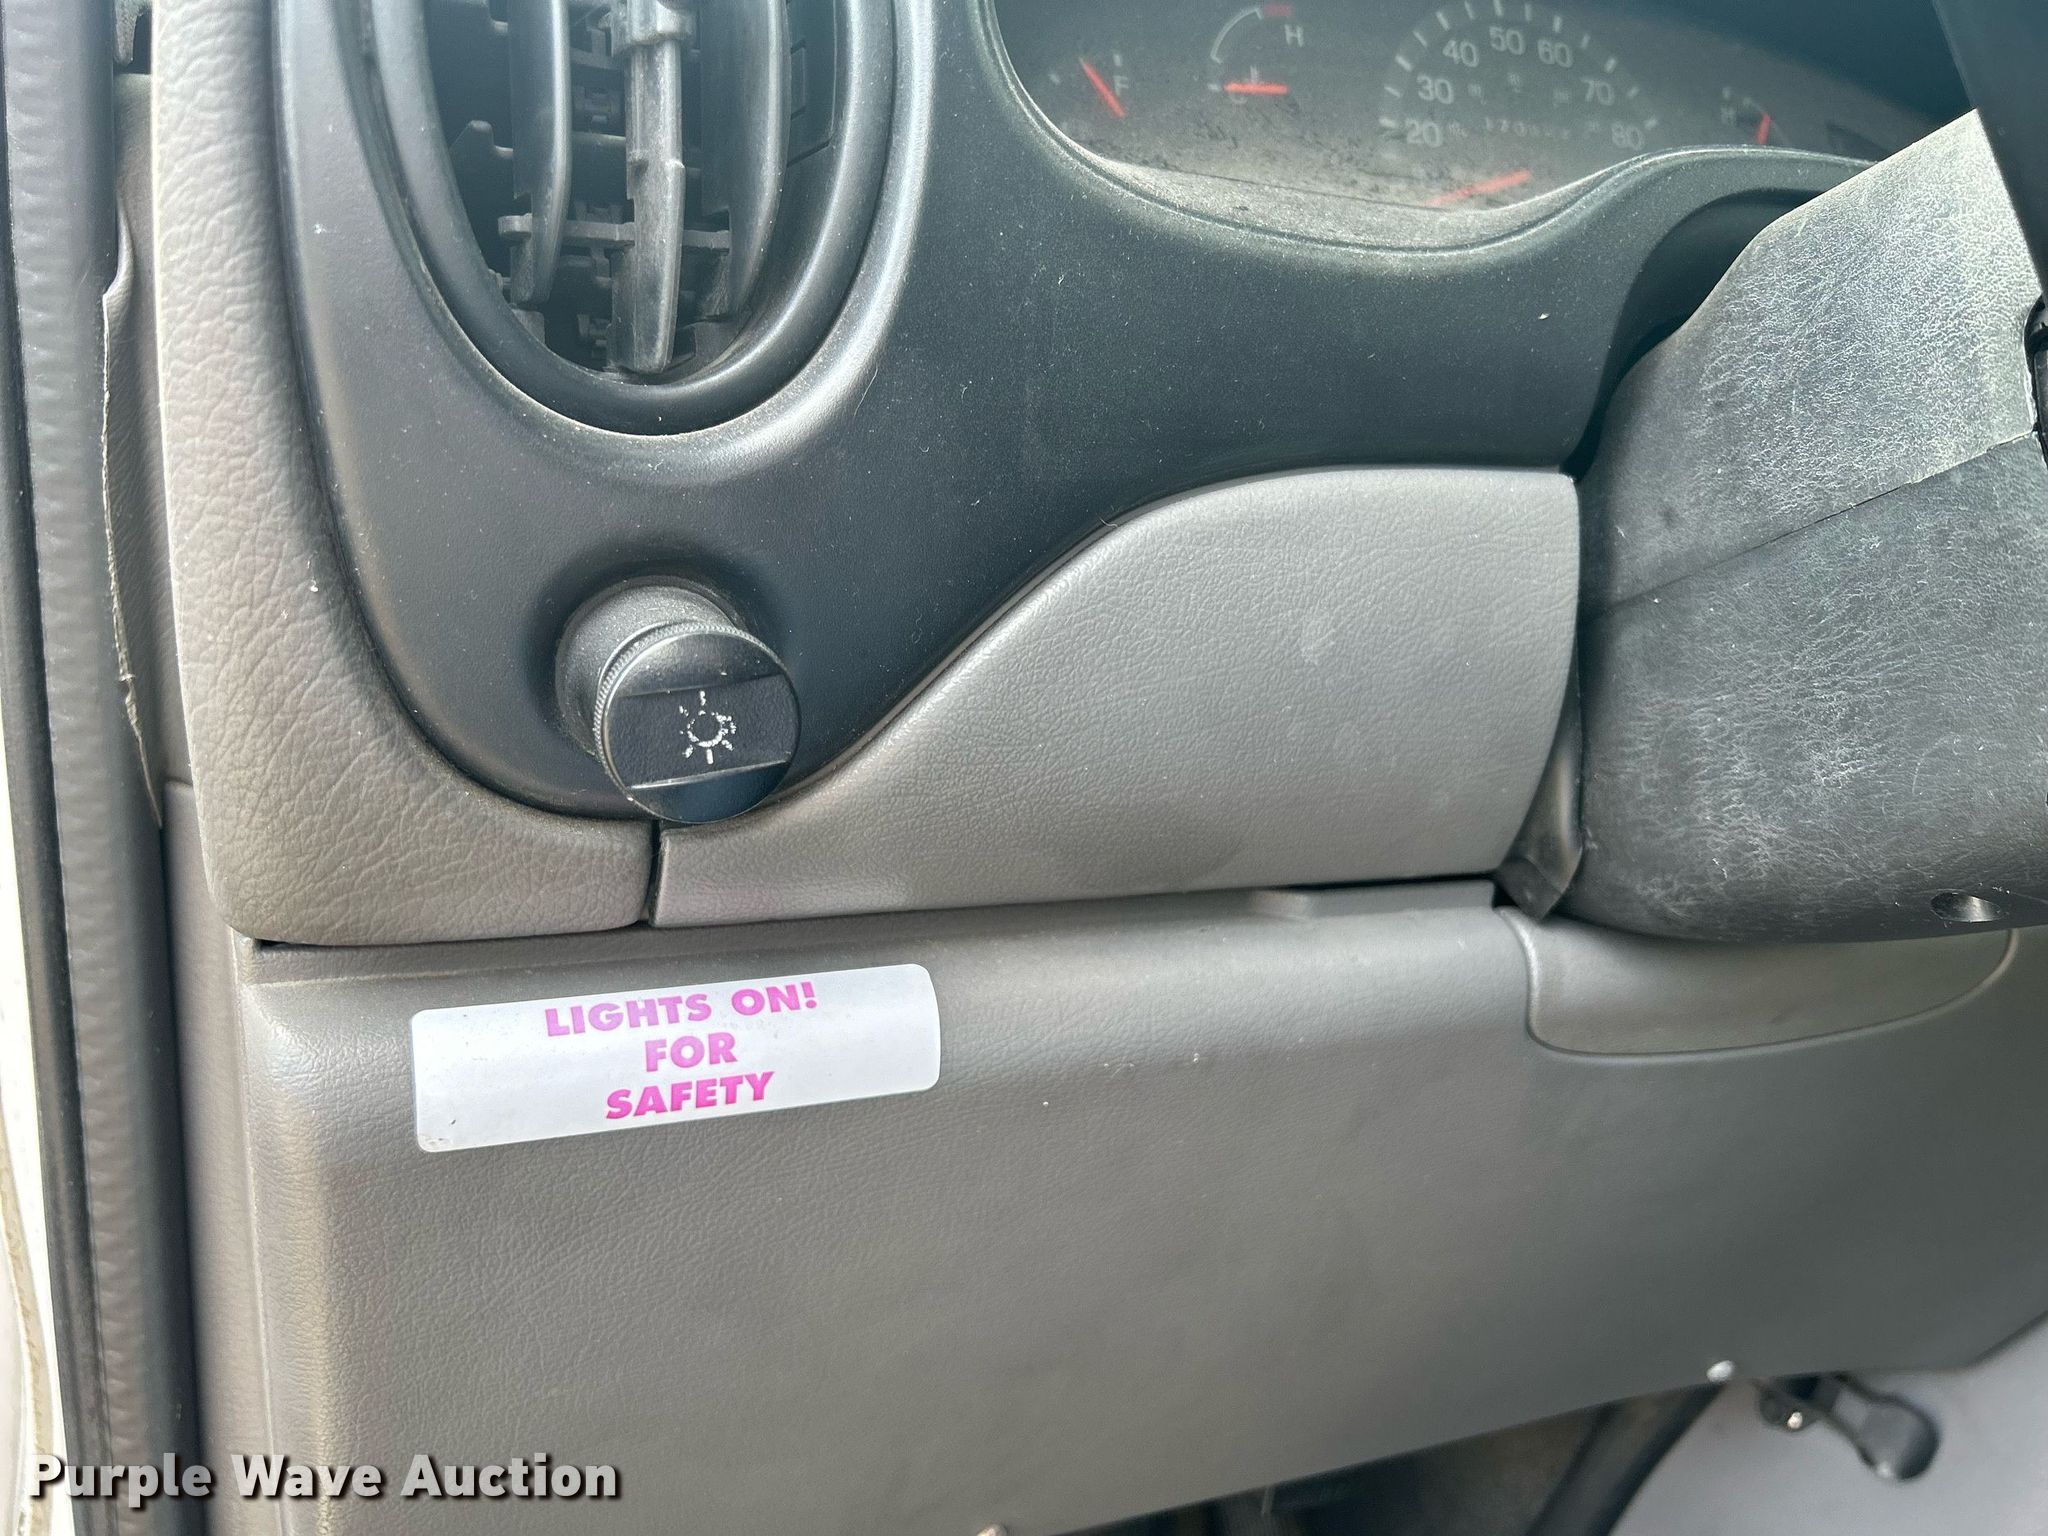 H
F
50
40
60
30
70
20
80
H
LIGHTS ON!
FOR
SAFETY
Purple Wave Auction